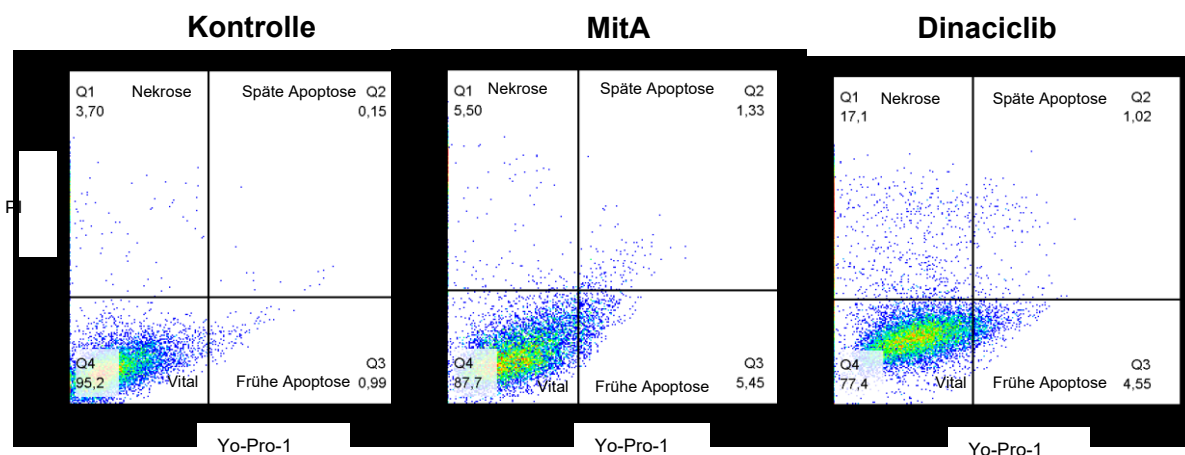 Kontrolle
MitA
Dinaciclib
Q1 Nekrose Späte Apoptose Q2
3,70 0,15
Q4 Q3
95,2 Vital Frühe Apoptose 0,99
Q1 Nekrose Späte Apoptose Q2
5,50 1,33
Q4 Q3
87,7 Vital Frühe Apoptose 5,45
Q1 Nekrose Späte Apoptose Q2
17,1 1,02
Q4 Q3
77,4 Vital Frühe Apoptose 4,55
PI
Yo-Pro-1
Yo-Pro-1
Yo-Pro-1